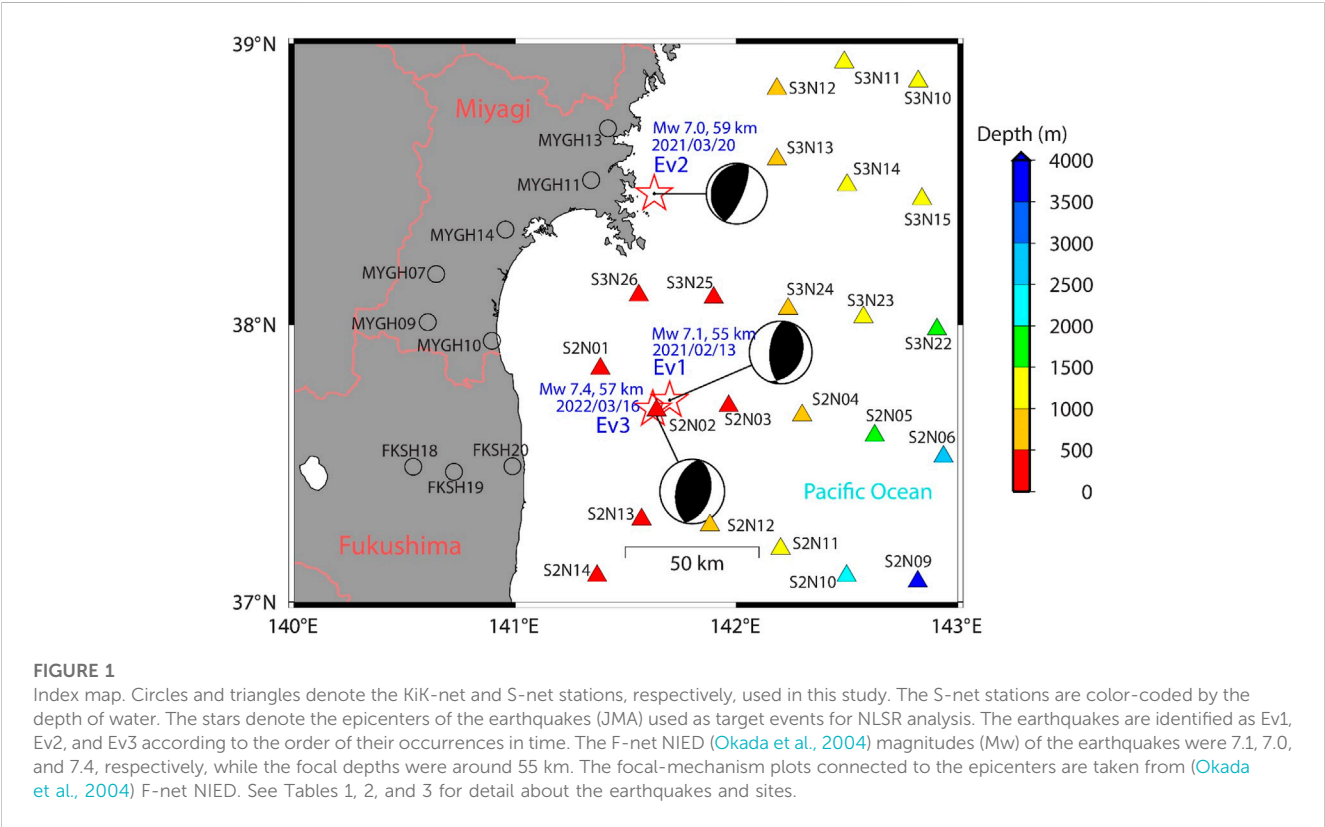 39°N
S3N11
S3N12
S3N10
Miyagi
Depth (m)
Mw 7.0, 59 km
2021/03/20
Ev2
MYGH13
S3N13
4000
S3N14
MYGH11
3500
S3N15
MYGH14
3000
MYGH07
S3N26
S3N25
S3N24
2500
S3N23
MYGH09
38°N
2000
S3N22
MYGH10
Mw 7.1, 55 km
2021/02/13
Ev1
S2N01
1500
Mw 7.4, 57 km
2022/03/16
Ev3
S2N02
S2N03
S2N04
1000
S2N05
S2N06
500
FKSH18
FKSH20
FKSH19
Pacific Ocean
0
S2N13
S2N12
Fukushima
S2N11
50 km
S2N14
S2N10
S2N09
37°N
140°E
141°E
142°E
143°E
FIGURE 1
Index map. Circles and triangles denote the KiK-net and S-net stations, respectively, used in this study. The S-net stations are color-coded by the
depth of water. The stars denote the epicenters of the earthquakes (JMA) used as target events for NLSR analysis. The earthquakes are identified as Ev1,
Ev2, and Ev3 according to the order of their occurrences in time. The F-net NIED (Okada et al., 2004) magnitudes (Mw) of the earthquakes were 7.1, 7.0,
and 7.4, respectively, while the focal depths were around 55 km. The focal-mechanism plots connected to the epicenters are taken from (Okada
et al., 2004) F-net NIED. See Tables 1, 2, and 3 for detail about the earthquakes and sites.